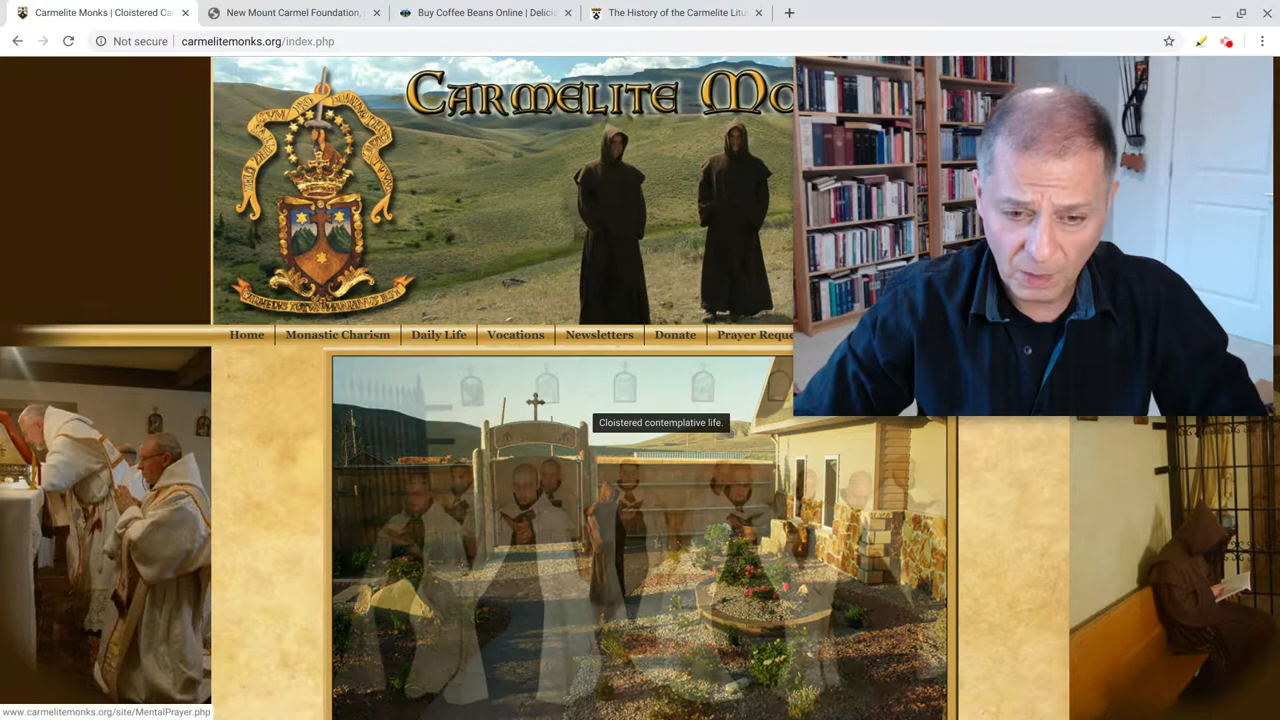 Carmelite Monks | Cloistered Ca
New Mount Carmel Foundation,
Buy Coffee Beans Online | Delici
The History of the Carmelite Litu
Not secure
carmelitemonks.org/index.php
Carmelite Mo
Home
Monastic Charism
Daily Life
Vocations
Newsletters
Donate
Prayer Reque
Cloistered contemplative life.
www.carmelitemonks.org/site/MentalPrayer.php